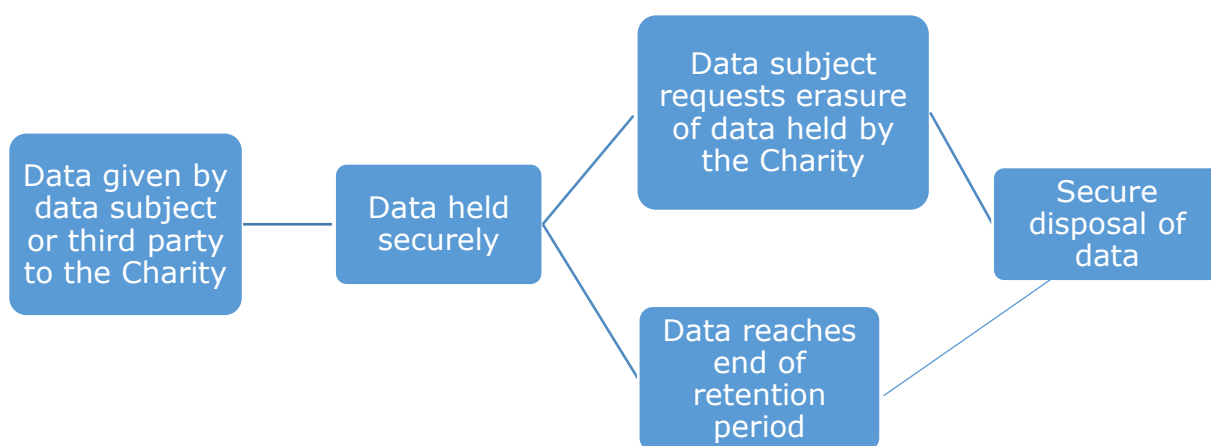 Data given by
data subject
or third party
to the Charity
Data held
securely
Data subject
requests erasure
of data held by
the Charity
Data reaches
end of
retention
period
Secure
disposal of
data